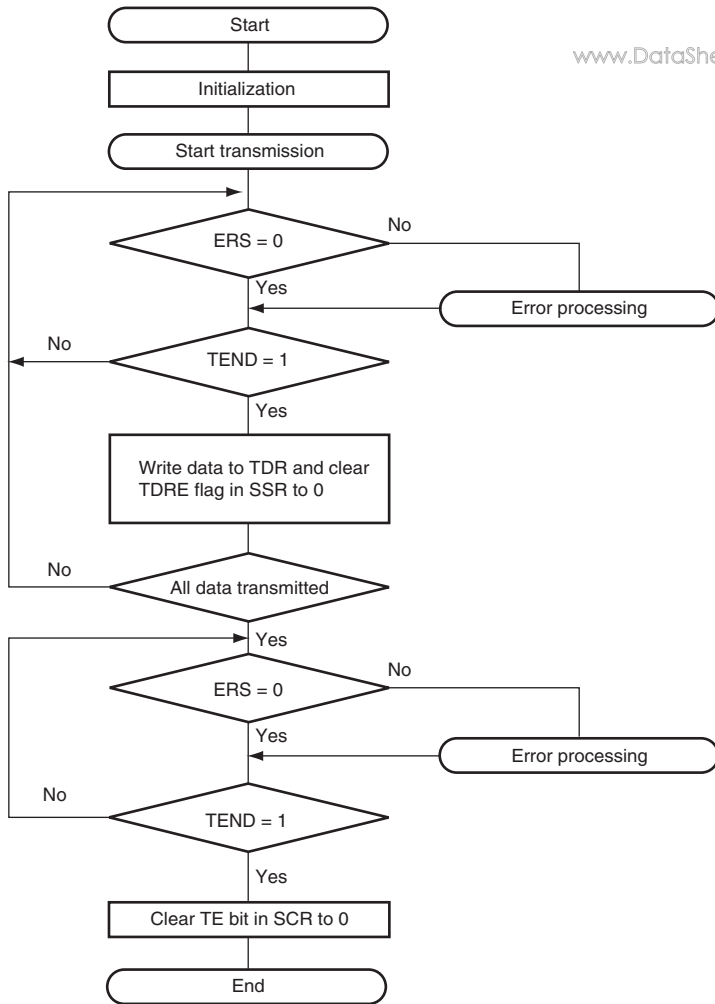 Start
www.DataShe
Initialization
Start transmission
No
ERS = 0
Yes
Error processing
No
TEND = 1
Yes
Write data to TDR and clear
TDRE flag in SSR to 0
No
All data transmitted
Yes
No
ERS = 0
Yes
Error processing
No
TEND = 1
Yes
Clear TE bit in SCR to 0
End